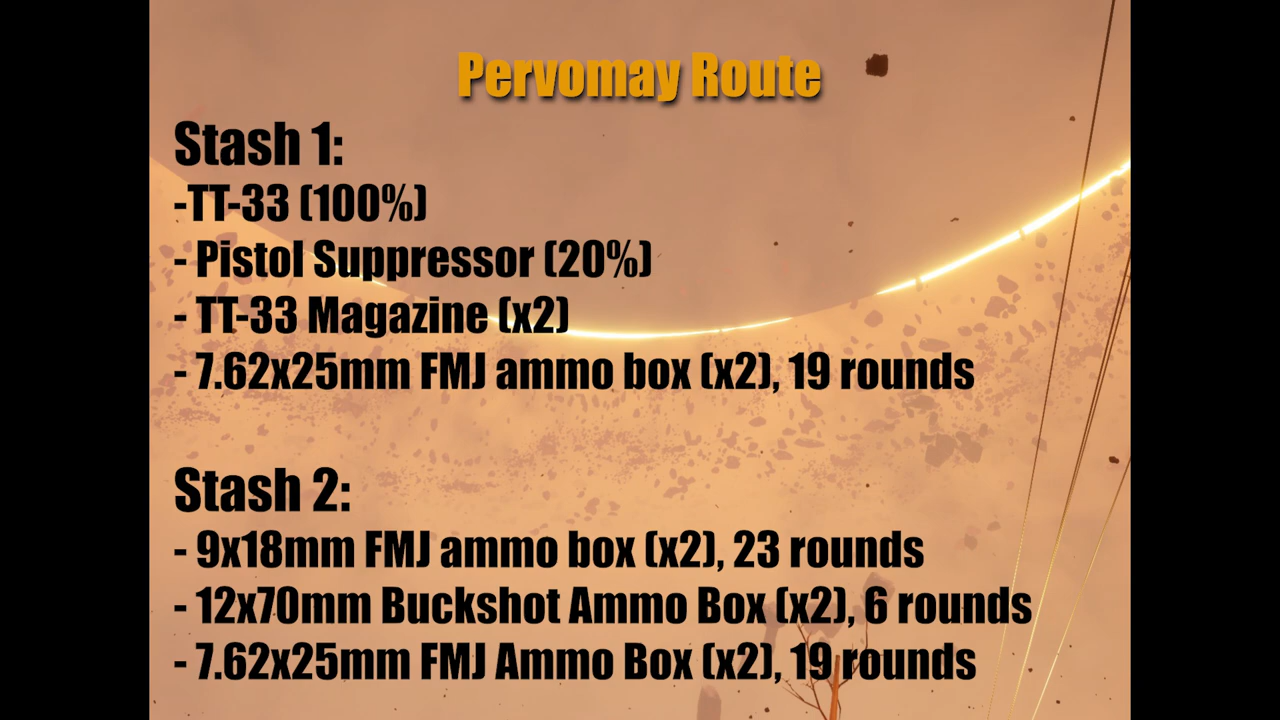 Pervomay Route
Stash 1:
-TT-33 (100%)
- Pistol Suppressor (20%)
- TT-33 Magazine (x2)
- 7.62x25mm FMJ ammo box (x2), 19 rounds
Stash 2:
- 9x18mm FMJ ammo box (x2), 23 rounds
- 12x70mm Buckshot Ammo Box (x2), 6 rounds
- 7.62x25mm FMJ Ammo Box (x2), 19 rounds